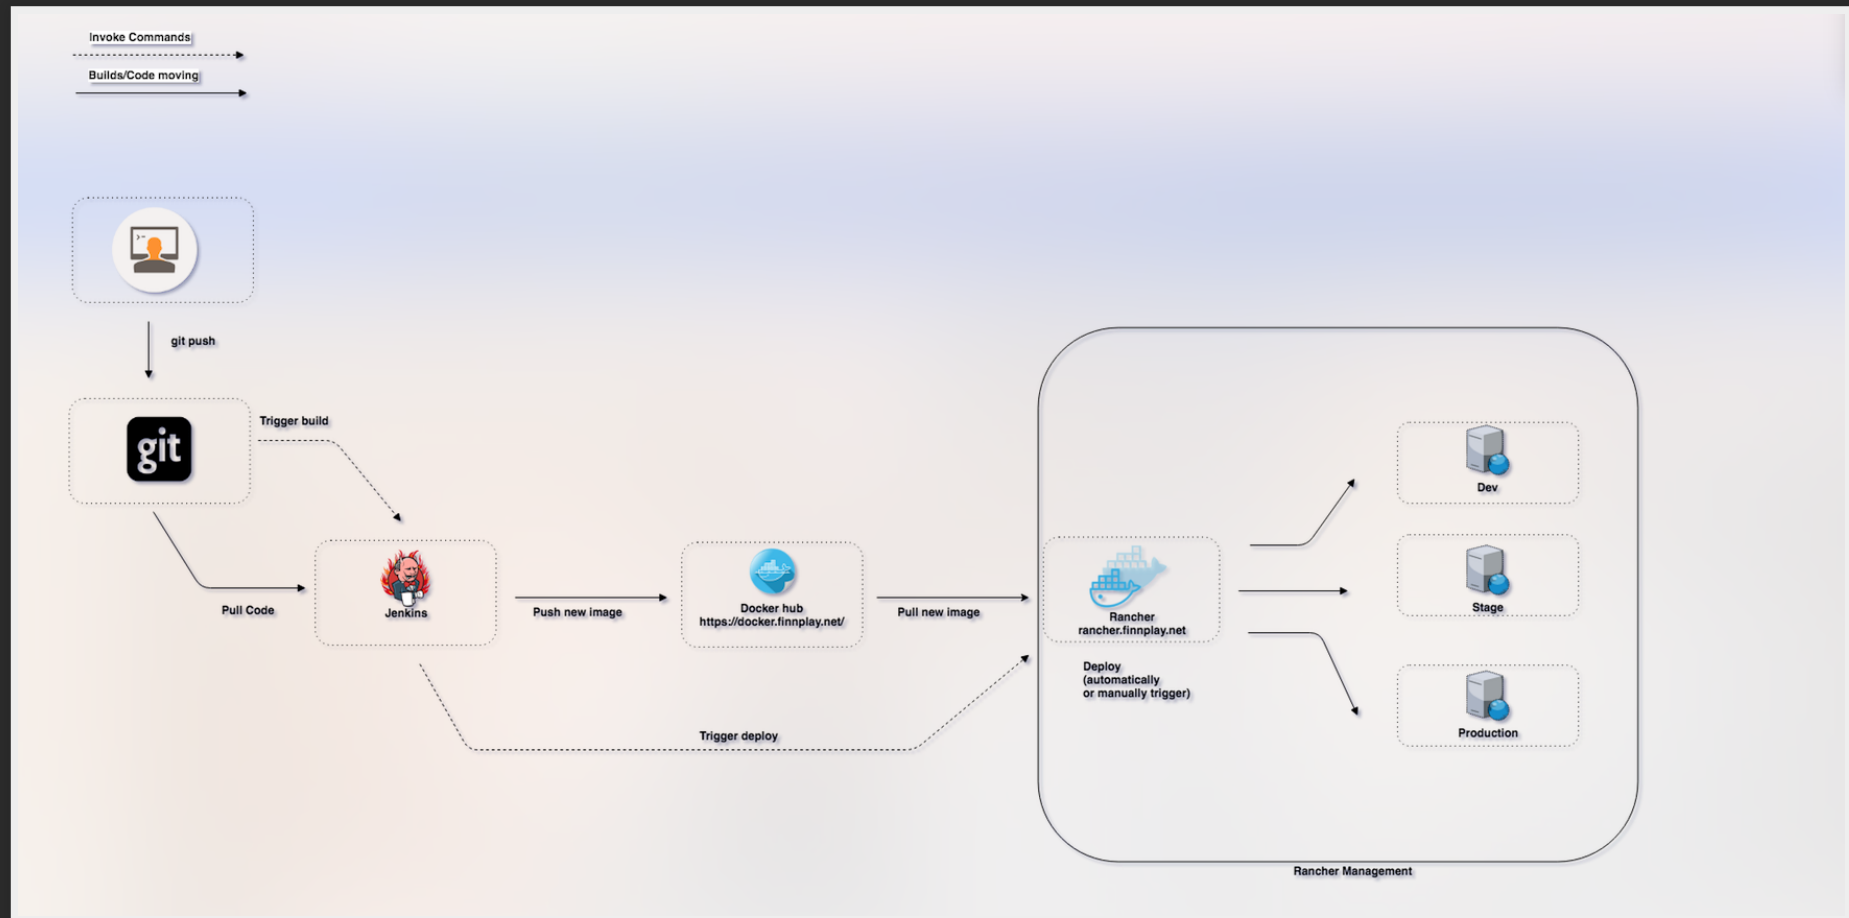 Invoke Commands
Builds/Code moving
>-
git push
git
Trigger build
Pull Code
Jenkins
Push new image
Docker hub
https://docker.finnplay.net/
Pull new image
Rancher
rancher.finnplay.net
Deploy
(automatically
or manually trigger)
Trigger deploy
Dev
Stage
Production
Rancher Management